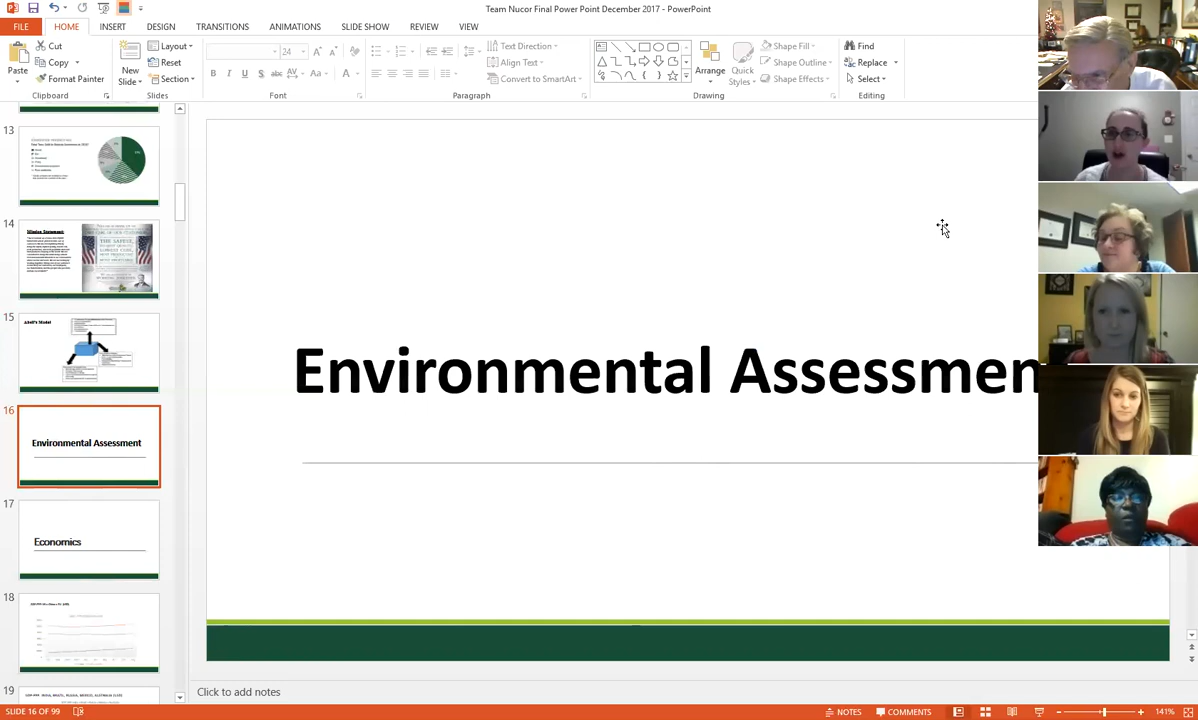 Team Nucor Final Power Point December 2017 - PowerPoint
FILE HOME INSERT DESIGN TRANSITIONS ANIMATIONS SLIDE SHOW REVIEW VIEW
Cut
Copy
Format Painter
Paste
Clipboard
New
Slide
Layout
Reset
Section
Slides
24
Font
Text Direction
Align Text
Convert to SmartArt
Paragraph
Arrange
Quick
Styles
Shape Fill
Shape Outline
Shape Effects
Drawing
Find
Replace
Select
Editing
13
14
Mission Statement:
15
Abell's Model
16
Environmental Assessment
17
Economics
18
19
Environmental Assessmen
Click to add notes
SLIDE 16 OF 99
NOTES COMMENTS 141%